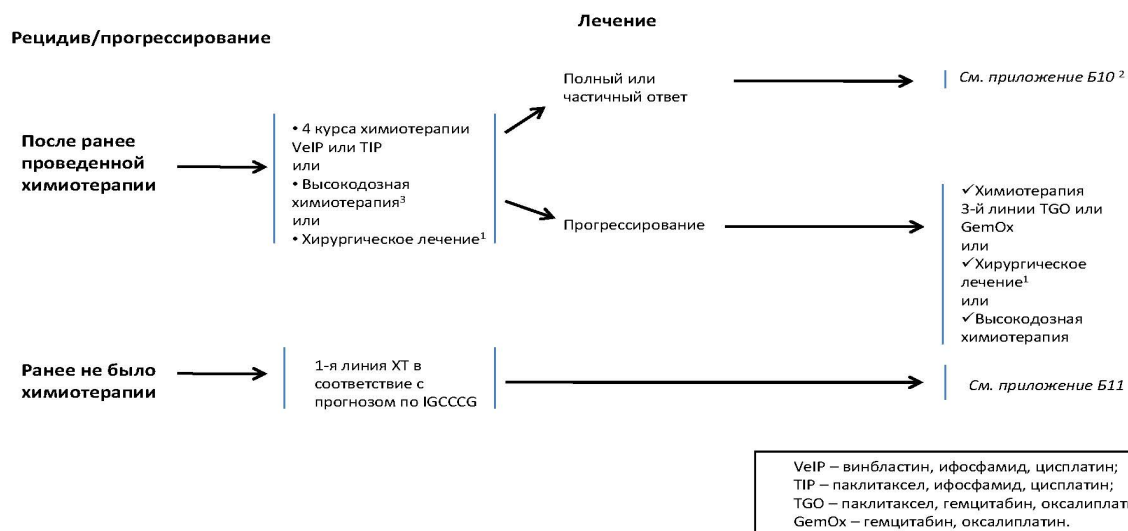 Лечение
Рецидив/прогрессирование
После ранее
проведенной
химиотерапии
• 4 курса химиотерапии
VeIP или TIP
или
• Высокодозная
химиотерапия³
или
• Хирургическое лечение¹
Полный или
частичный ответ
См. приложение Б10 ²
Прогрессирование
✓Химиотерапия
3-й линии TGO или
GemOx
или
✓Хирургическое
лечение¹
или
✓Высокодозная
химиотерапия
Ранее не было
химиотерапии
1-я линия ХТ в
соответствие с
прогнозом по IGCCCG
См. приложение Б11
VeIP – винбластин, ифосфамид, цисплатин;
TIP – паклитаксел, ифосфамид, цисплатин;
TGO – паклитаксел, гемцитабин, оксалиплат
GemOx – гемцитабин, оксалиплатин.